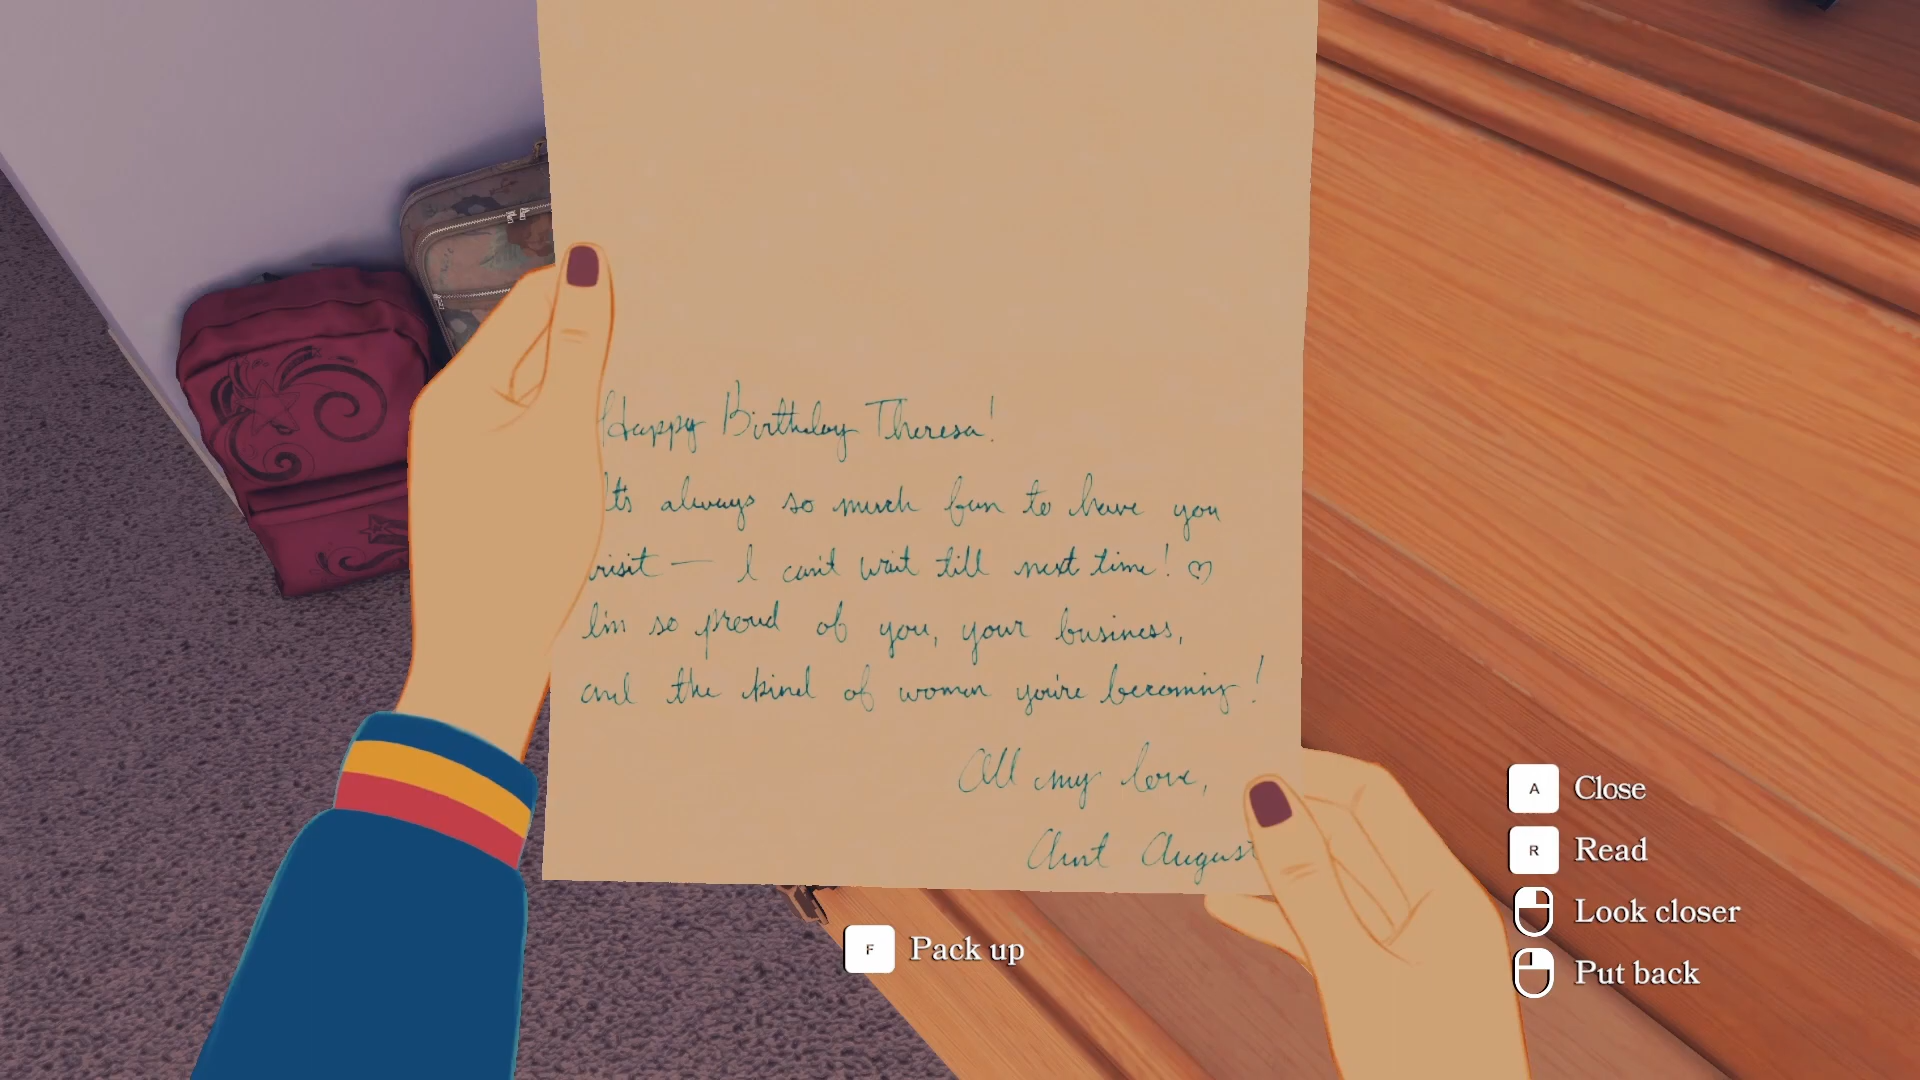 Happy Birthday Theresa!
It's always so much fun to have you
visit — I can't wait till next time! ♡
I'm so proud of you, your business,
and the kind of woman you're becoming!
All my love,
Aunt August
A Close
R Read
Look closer
F Pack up
Put back